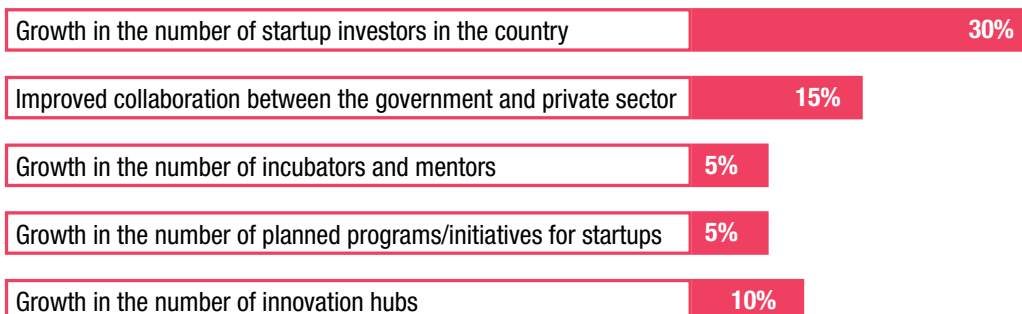 Growth in the number of startup investors in the country 30%
Improved collaboration between the government and private sector 15%
Growth in the number of incubators and mentors 5%
Growth in the number of planned programs/initiatives for startups 5%
Growth in the number of innovation hubs 10%